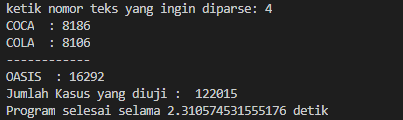 ketik nomor teks yang ingin diparse: 4
COCA  : 8186
COLA  : 8106
------------
OASIS  : 16292
Jumlah Kasus yang diuji :  122015
Program selesai selama 2.310574531555176 detik